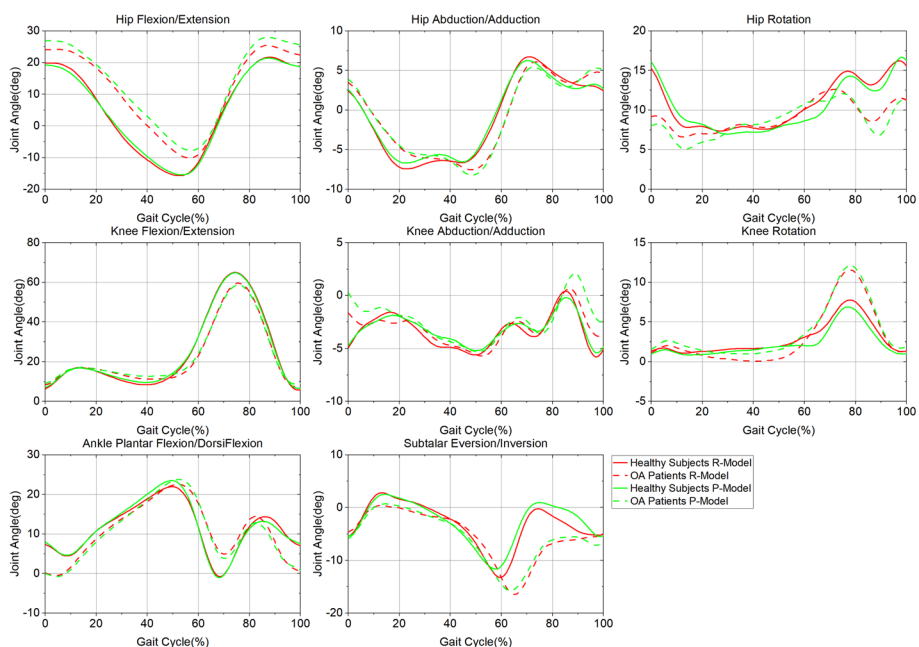 Hip Flexion/Extension
Joint Angle(deg)
30
20
10
0
-10
-20
0 20 40 60 80 100
Gait Cycle(%)
Hip Abduction/Adduction
Joint Angle(deg)
10
5
0
-5
-10
0 20 40 60 80 100
Gait Cycle(%)
Hip Rotation
Joint Angle(deg)
20
15
10
5
0
0 20 40 60 80 100
Gait Cycle(%)
Knee Flexion/Extension
Joint Angle(deg)
80
60
40
20
0
0 20 40 60 80 100
Gait Cycle(%)
Knee Abduction/Adduction
Joint Angle(deg)
5
0
-5
-10
0 20 40 60 80 100
Gait Cycle(%)
Knee Rotation
Joint Angle(deg)
15
10
5
0
-5
0 20 40 60 80 100
Gait Cycle(%)
Ankle Plantar Flexion/DorsiFlexion
Joint Angle(deg)
30
20
10
0
-10
0 20 40 60 80 100
Gait Cycle(%)
Subtalar Eversion/Inversion
Joint Angle(deg)
10
0
-10
-20
0 20 40 60 80 100
Gait Cycle(%)
Healthy Subjects R-Model
OA Patients R-Model
Healthy Subjects P-Model
OA Patients P-Model